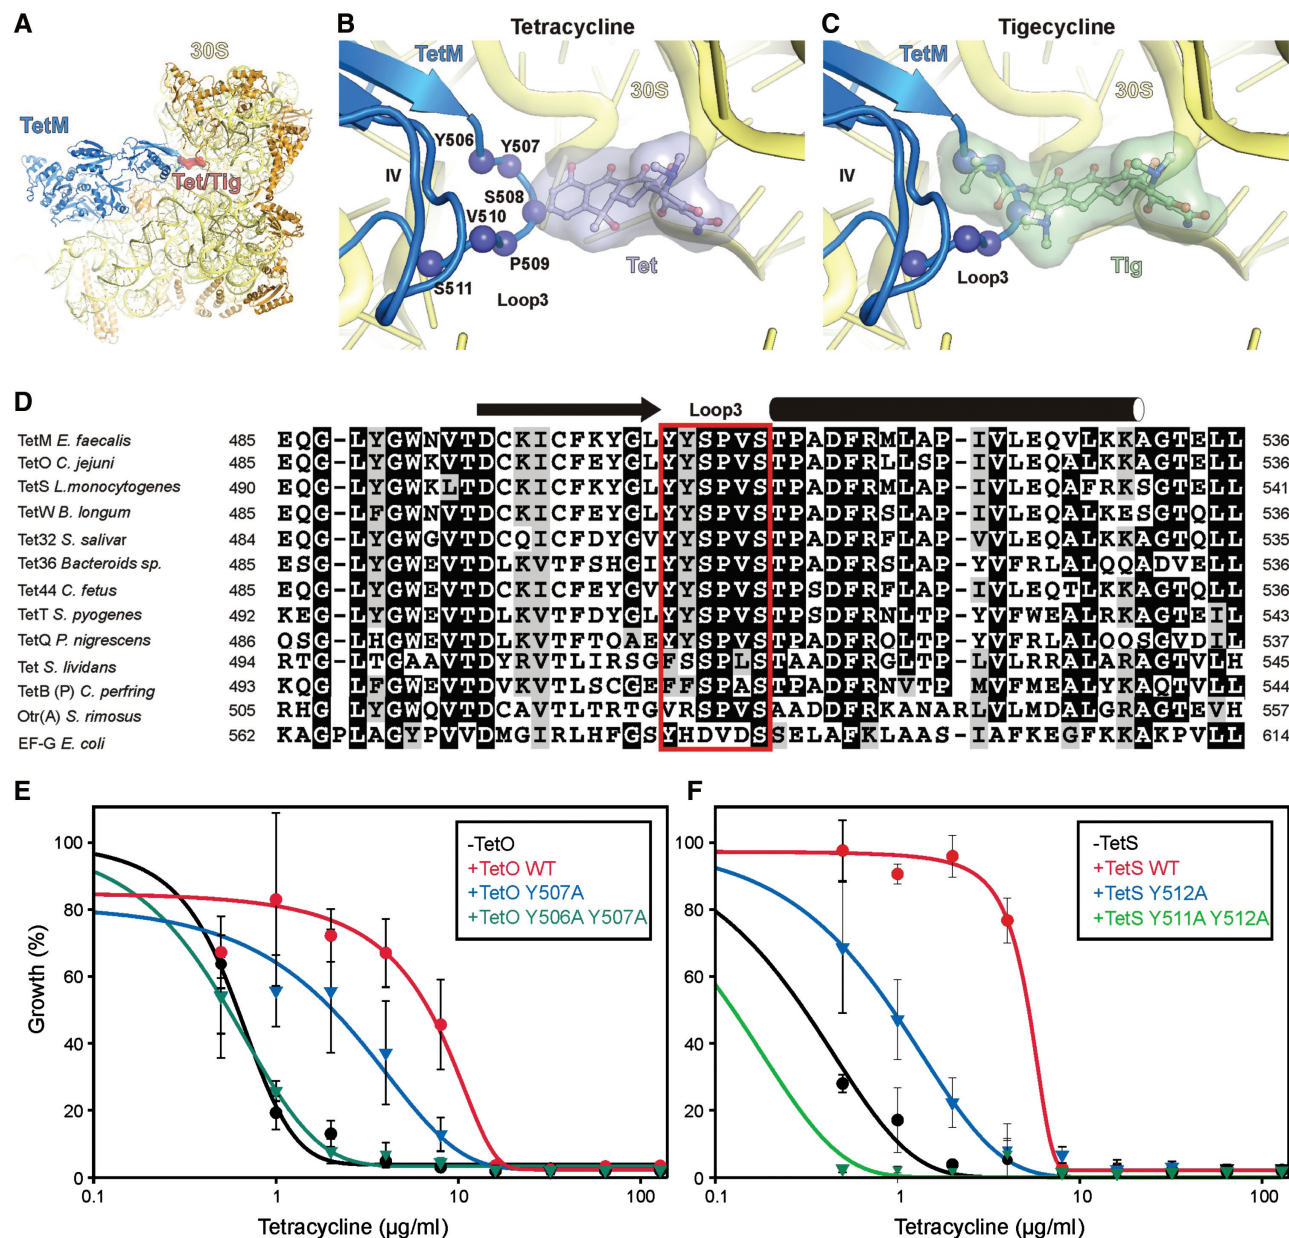 A
30S
TetM
Tet/Tig
B
Tetracycline
TetM
30S
Y506
Y507
IV
S508
V510
P509
S511
Tet
Loop3
C
Tigecycline
TetM
30S
IV
Loop3
Tig
D
Loop3
TetM E. faecalis 485 EQG-LYGWNVTDCKICFKYGLYYSPVSTPADFRMLAP-IVLEQVLKKAGTELL 536
TetO C. jejuni 485 EQG-LYGWKVTDCKICFEYGLYYSPVSTPADFRLLSP-IVLEQALKKAGTELL 536
TetS L.monocytogenes 490 EQG-LYGWKLTDCKICFKYGLYYSPVSTPADFRMLAP-IVLEQAFRKSGTELL 541
TetW B. longum 485 EQG-LFGWNVTDCKICFEYGLYYSPVSTPADFRSLAP-IVLEQALKESGTQLL 536
Tet32 S. salivar 484 EQG-LYGWGVTDCQICFDYGVYYSPVSTPADFRFLAP-VVLEQALKKAGTQLL 535
Tet36 Bacteroids sp. 485 ESG-LYGWEVTDLKVTFSHGIYYSPVSTPADFRSLAP-YVFRLALQQADVELL 536
Tet44 C. fetus 485 EQG-LYGWEVTDCKICFEYGVYYSPVSTPSDFRFLAP-IVLEQTLKKAGTQLL 536
TetT S. pyogenes 492 KEG-LYGWEVTDLKVTFDYGLYYSPVSTPSDFRNLTP-YVFWEALRKAGTEIL 543
TetQ P. nigrescens 486 QSG-LHGWEVTDLKVTFTQAEYYSPVSTPADFRQLTP-YVFRLALQQSGVDIL 537
Tet S. lividans 494 RTG-LTGAAVTDYRVTLIRSGFSSPLSTAADFRGLTP-LVLRRALARAGTVLH 545
TetB (P) C. perfring 493 KQG-LFGWEVTDVKVTLSCGEFFSPASTPADFRNVTP-MVFMEALYKAQTVLL 544
Otr(A) S. rimosus 505 RHG-LYGWQVTDCAVTLTRTGVRSPVSAADDFRKANARLVLMDALGRAGTEVH 557
EF-G E. coli 562 KAGPLAGYPVVDMGIRLHFGSYHDVDSSELAFKLAAS-IAFKEGFKKAKPVLL 614
E
100
80
60
40
20
0
Growth (%)
-TetO
+TetO WT
+TetO Y507A
+TetO Y506A Y507A
0.1
1
10
100
Tetracycline (µg/ml)
F
100
80
60
40
20
0
-TetS
+TetS WT
+TetS Y512A
+TetS Y511A Y512A
0.1
1
10
100
Tetracycline (µg/ml)